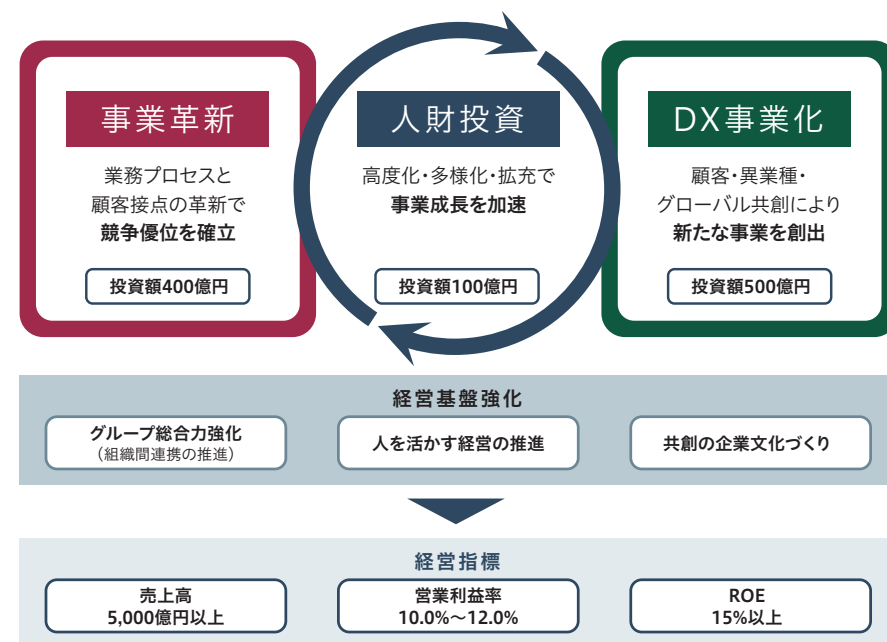 事業革新
業務プロセスと
顧客接点の革新で
競争優位を確立
投資額400億円
人財投資
高度化・多様化・拡充で
事業成長を加速
投資額100億円
DX事業化
顧客・異業種・
グローバル共創により
新たな事業を創出
投資額500億円
経営基盤強化
グループ総合力強化
（組織間連携の推進）
人を活かす経営の推進
共創の企業文化づくり
経営指標
売上高
5,000億円以上
営業利益率
10.0%〜12.0%
ROE
15%以上